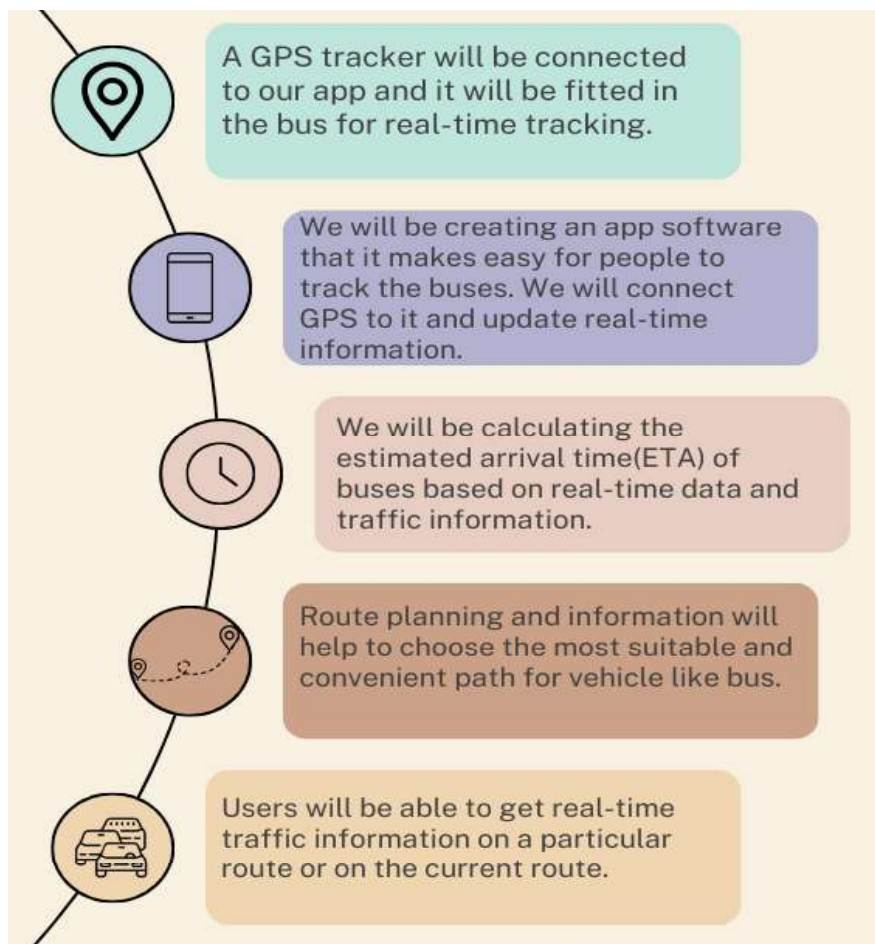 A GPS tracker will be connected
to our app and it will be fitted in
the bus for real-time tracking.
We will be creating an app software
that it makes easy for people to
track the buses. We will connect
GPS to it and update real-time
information.
We will be calculating the
estimated arrival time(ETA) of
buses based on real-time data and
traffic information.
Route planning and information will
help to choose the most suitable and
convenient path for vehicle like bus.
Users will be able to get real-time
traffic information on a particular
route or on the current route.